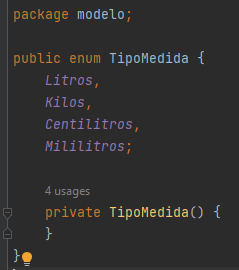 package modelo;
public enum TipoMedida {
Litros,
Kilos,
Centilitros,
Mililitros;
4 usages
private TipoMedida() {
}
}